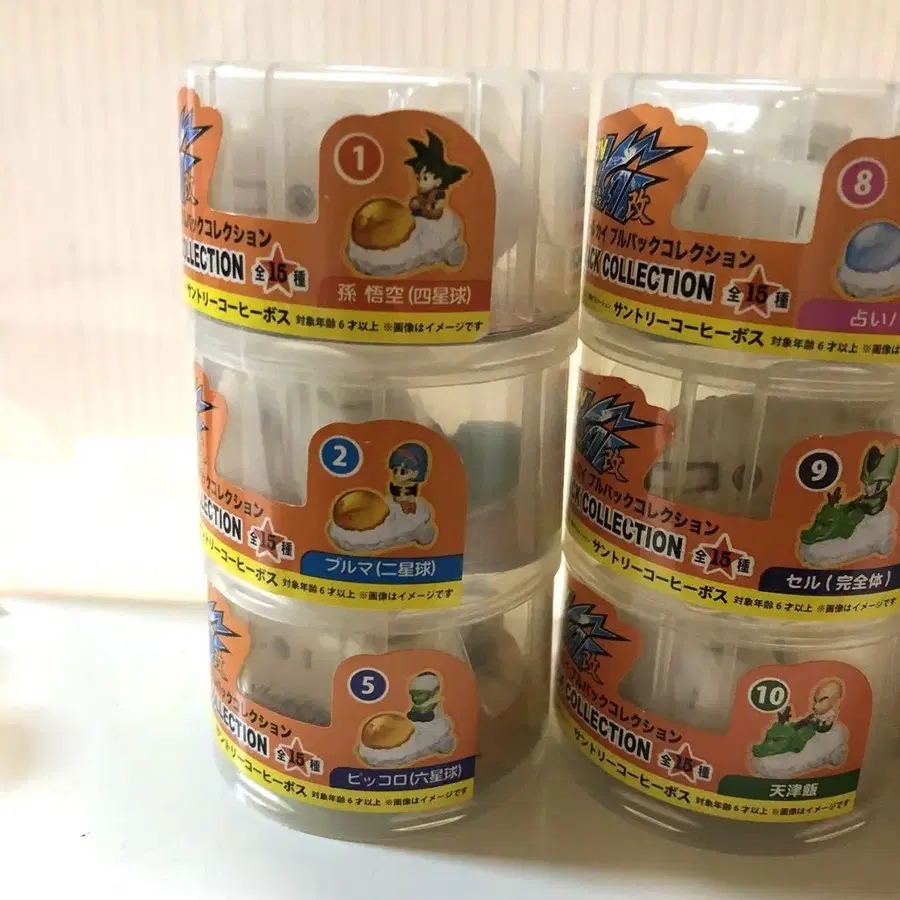 1
バックコレクション
COLLECTION 全15種
孫 悟空(四星球)
サントリーコーヒーボス 対象年齢6才以上 ※画像はイメージです
2
バックコレクション
COLLECTION 全15種
ブルマ(二星球)
サントリーコーヒーボス 対象年齢6才以上 ※画像はイメージです
5
バックコレクション
COLLECTION 全15種
ピッコロ(六星球)
サントリーコーヒーボス 対象年齢6才以上 ※画像はイメージです
改
8
カイ プルバックコレクション
COLLECTION 全15種
占い
サントリーコーヒーボス 対象年齢6才以上 ※画像は
改
9
プルバックコレクション
COLLECTION 全15種
セル(完全体)
サントリーコーヒーボス 対象年齢6才以上 ※画像はイメージ
改
10
プルバックコレクション
COLLECTION 全15種
天津飯
サントリーコーヒーボス 対象年齢6才以上 ※画像はイメージです